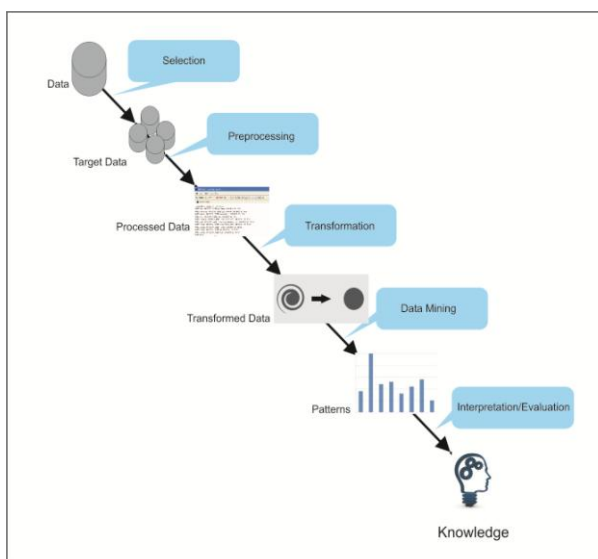 Selection
Data
Preprocessing
Target Data
Processed Data
Transformation
Transformed Data
Data Mining
Patterns
Interpretation/Evaluation
Knowledge